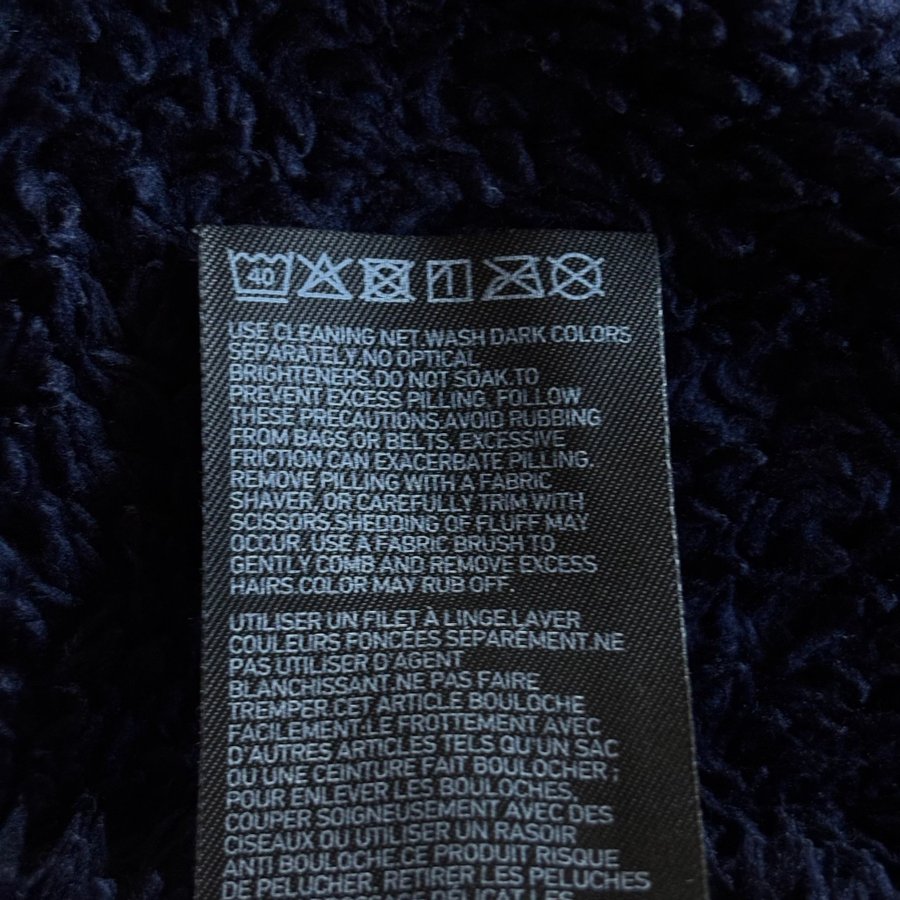 40
USE CLEANING NET.WASH DARK COLORS
SEPARATELY.NO OPTICAL
BRIGHTENERS.DO NOT SOAK.TO
PREVENT EXCESS PILLING, FOLLOW
THESE PRECAUTIONS:AVOID RUBBING
FROM BAGS OR BELTS. EXCESSIVE
FRICTION CAN EXACERBATE PILLING.
REMOVE PILLING WITH A FABRIC
SHAVER, OR CAREFULLY TRIM WITH
SCISSORS.SHEDDING OF FLUFF MAY
OCCUR. USE A FABRIC BRUSH TO
GENTLY COMB AND REMOVE EXCESS
HAIRS.COLOR MAY RUB OFF.
UTILISER UN FILET À LINGE.LAVER
COULEURS FONCÉES SEPARÉMENT.NE
PAS UTILISER D'AGENT
BLANCHISSANT.NE PAS FAIRE
TREMPER.CET ARTICLE BOULOCHE
FACILEMENT:LE FROTTEMENT AVEC
D'AUTRES ARTICLES TELS QU'UN SAC
OU UNE CEINTURE FAIT BOULOCHER ;
POUR ENLEVER LES BOULOCHES,
COUPER SOIGNEUSEMENT AVEC DES
CISEAUX OU UTILISER UN RASOIR
ANTI BOULOCHE.CE PRODUIT RISQUE
DE PELUCHER. RETIRER LES PELUCHES
DÉLICAT.LES